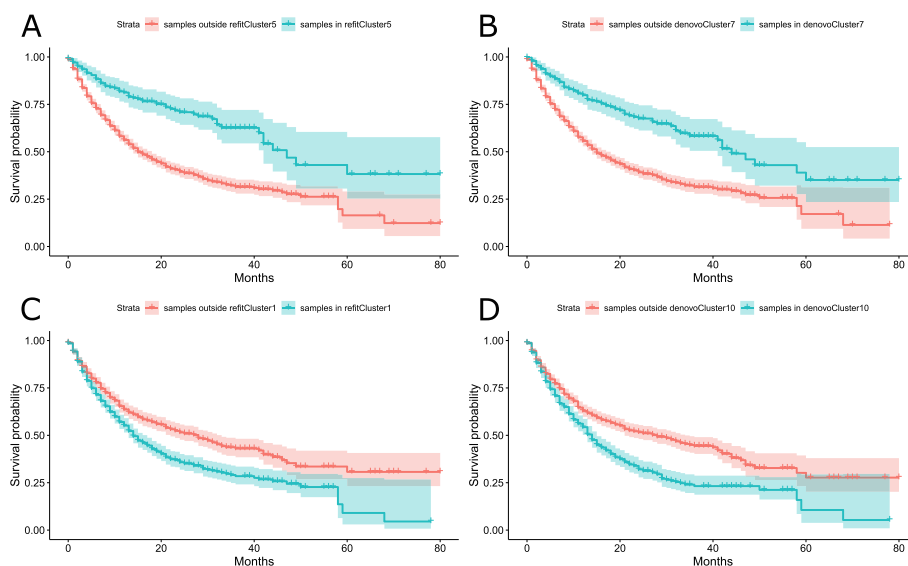 A
Strata samples outside refitCluster5 samples in refitCluster5
Survival probability
1.00
0.75
0.50
0.25
0.00
0 20 40 60 80
Months
B
Strata samples outside denovoCluster7 samples in denovoCluster7
Survival probability
1.00
0.75
0.50
0.25
0.00
0 20 40 60 80
Months
C
Strata samples outside refitCluster1 samples in refitCluster1
Survival probability
1.00
0.75
0.50
0.25
0.00
0 20 40 60 80
Months
D
Strata samples outside denovoCluster10 samples in denovoCluster10
Survival probability
1.00
0.75
0.50
0.25
0.00
0 20 40 60 80
Months